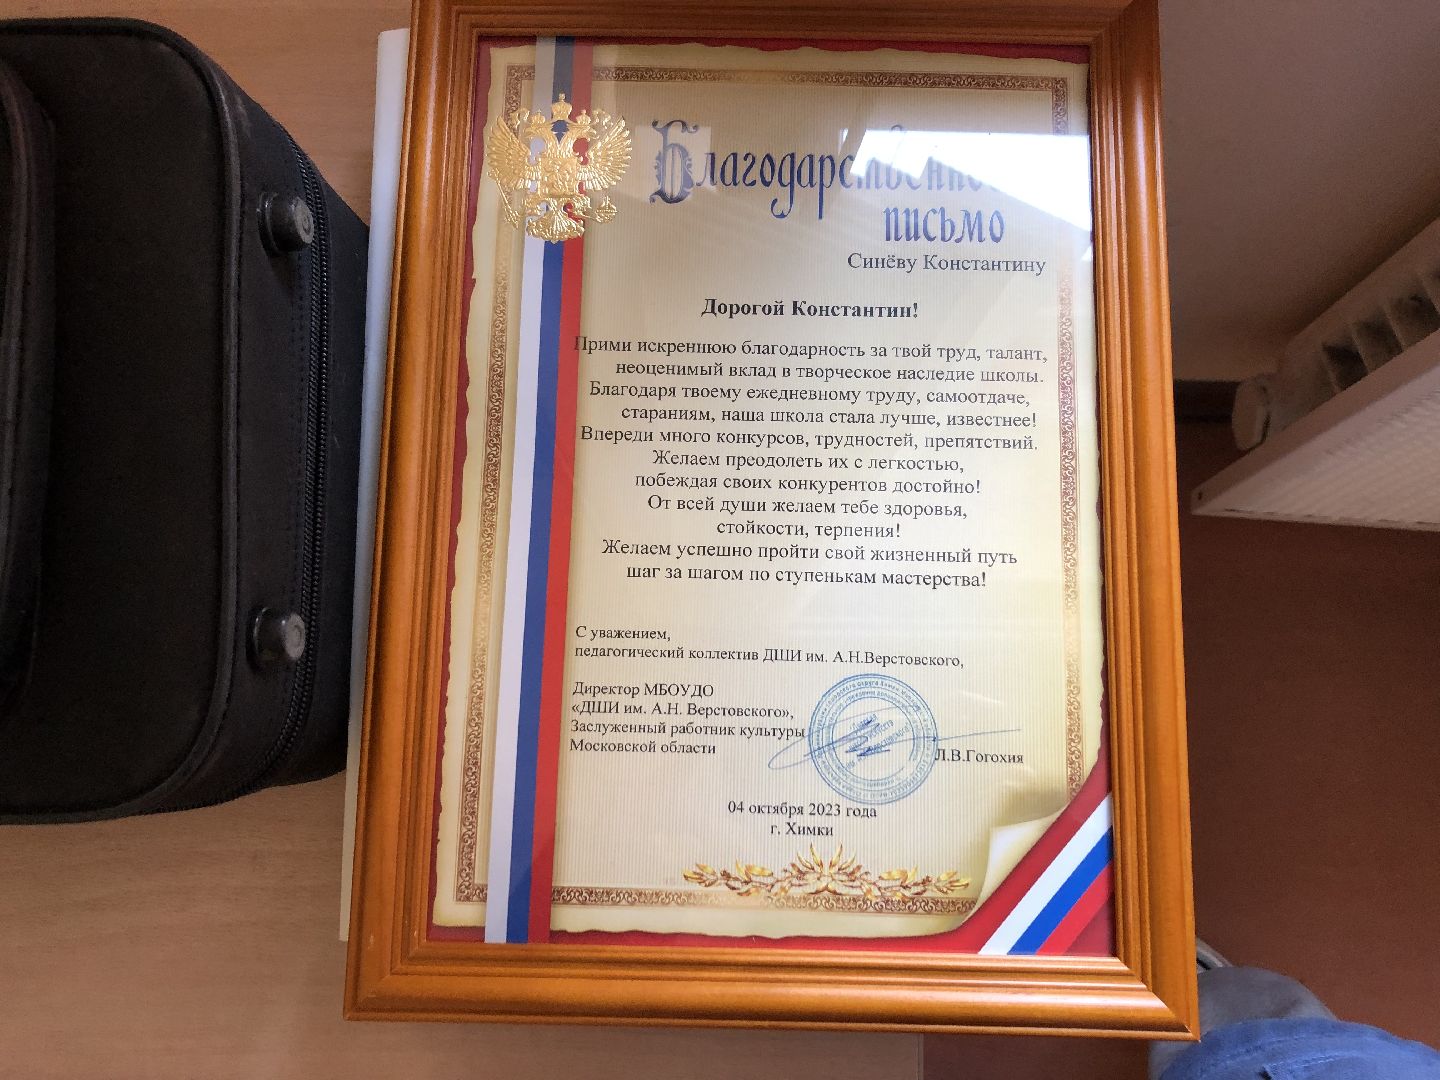 Благодарственное
письмо
Синёву Константину
Дорогой Константин!
Прими искреннюю благодарность за твой труд, талант,
неоценимый вклад в творческое наследие школы.
Благодаря твоему ежедневному труду, самоотдаче,
стараниям, наша школа стала лучше, известнее!
Впереди много конкурсов, трудностей, препятствий.
Желаем преодолеть их с легкостью,
побеждая своих конкурентов достойно!
От всей души желаем тебе здоровья,
стойкости, терпения!
Желаем успешно пройти свой жизненный путь
шаг за шагом по ступенькам мастерства!
С уважением,
педагогический коллектив ДШИ им. А.Н.Верстовского,
Директор МБОУДО
«ДШИ им. А.Н. Верстовского»,
Заслуженный работник культуры
Московской области
Л.В.Гогохия
04 октября 2023 года
г. Химки